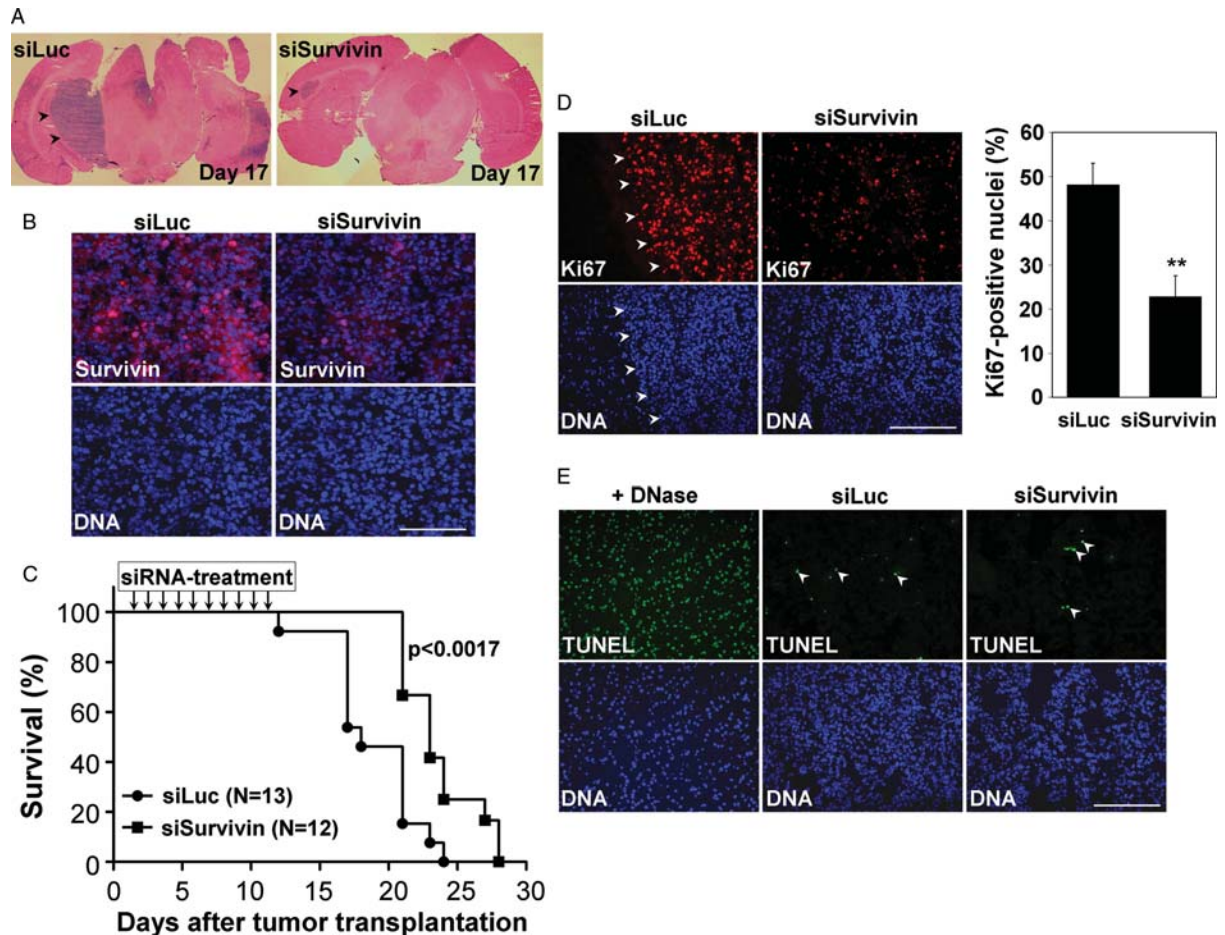 A
siLuc
siSurvivin
Day 17
Day 17
B
siLuc
siSurvivin
Survivin
Survivin
DNA
DNA
C
siRNA-treatment
100
80
60
40
20
0
Survival (%)
p<0.0017
siLuc (N=13)
siSurvivin (N=12)
0
5
10
15
20
25
30
Days after tumor transplantation
D
siLuc
siSurvivin
Ki67
Ki67
DNA
DNA
Ki67-positive nuclei (%)
60
50
40
30
20
10
0
**
siLuc
siSurvivin
E
+ DNase
siLuc
siSurvivin
TUNEL
TUNEL
TUNEL
DNA
DNA
DNA